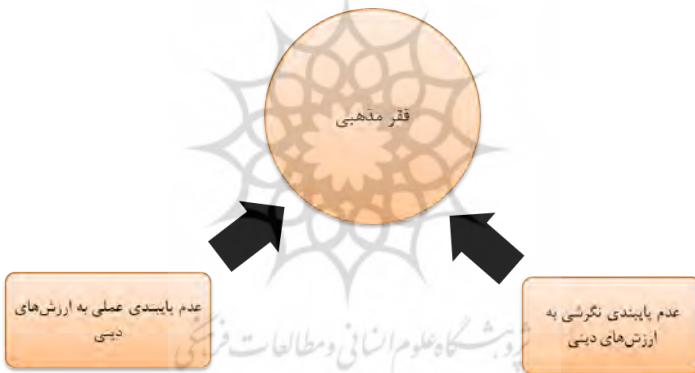 فقر مذهبی
عدم پایبندی نگرشی به
ارزش‌های دینی
عدم پایبندی عملی به ارزش‌های
دینی
پژوهشگاه علوم انسانی و مطالعات فرهنگی